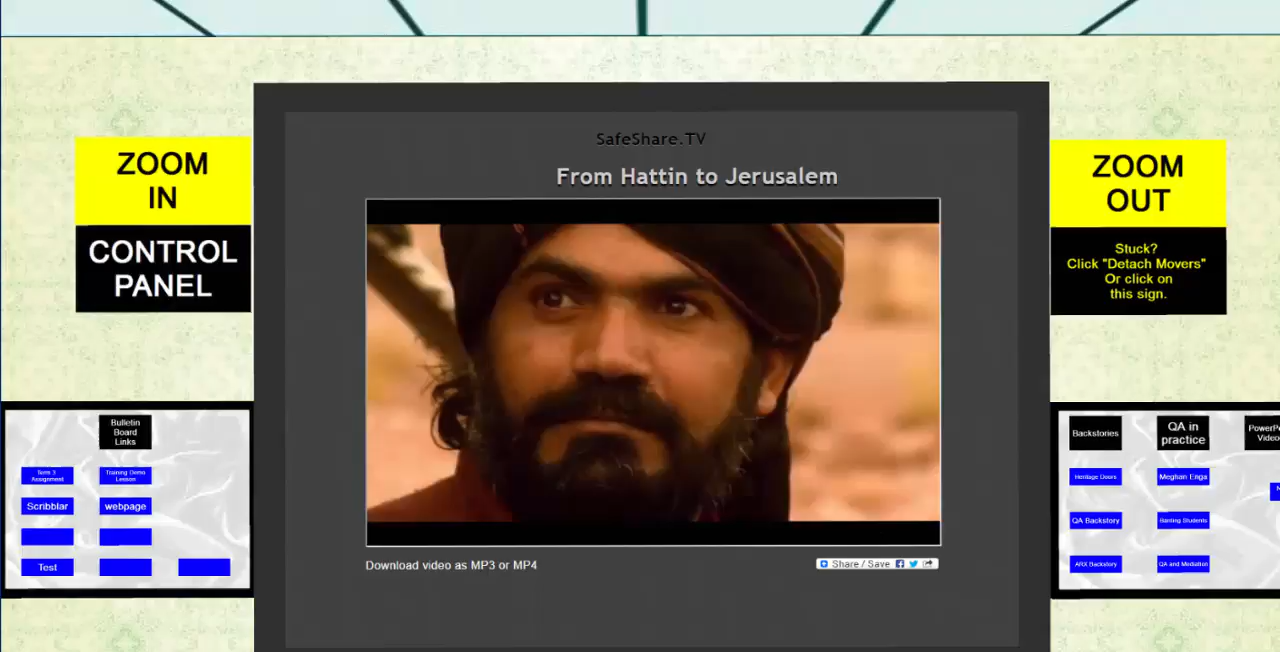 SafeShare.TV
From Hattin to Jerusalem
ZOOM
IN
CONTROL
PANEL
ZOOM
OUT
Stuck?
Click "Detach Movers"
Or click on
this sign.
Bulletin
Board
Links
Term 3
Assignment
Training Demo
Lesson
Scribblar
webpage
Test
Download video as MP3 or MP4
Share / Save
Backstories
QA in
practice
Heritage Doors
Meghan Enga
QA Backstory
Banting Students
ARX Backstory
QA and Mediation